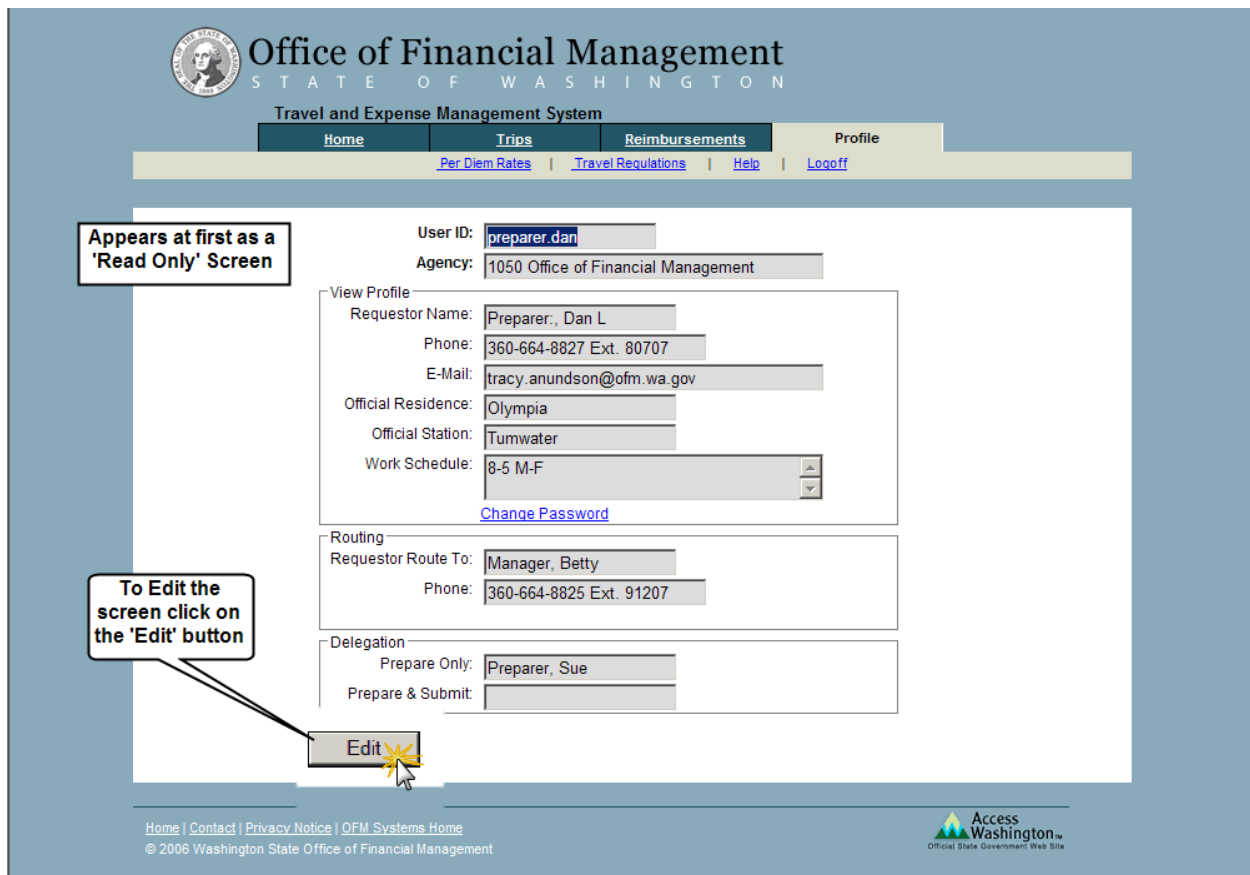 Office of Financial Management
STATE OF WASHINGTON
Travel and Expense Management System
Home Trips Reimbursements Profile
Per Diem Rates | Travel Regulations | Help | Logoff
Appears at first as a
'Read Only' Screen
User ID: preparer.dan
Agency: 1050 Office of Financial Management
View Profile
Requestor Name: Preparer:, Dan L
Phone: 360-664-8827 Ext. 80707
E-Mail: tracy.anundson@ofm.wa.gov
Official Residence: Olympia
Official Station: Tumwater
Work Schedule: 8-5 M-F
Change Password
Routing
Requestor Route To: Manager, Betty
Phone: 360-664-8825 Ext. 91207
To Edit the
screen click on
the 'Edit' button
Delegation
Prepare Only: Preparer, Sue
Prepare & Submit:
Edit
Home | Contact | Privacy Notice | OFM Systems Home
© 2006 Washington State Office of Financial Management
Access
Washington™
Official State Government Web Site